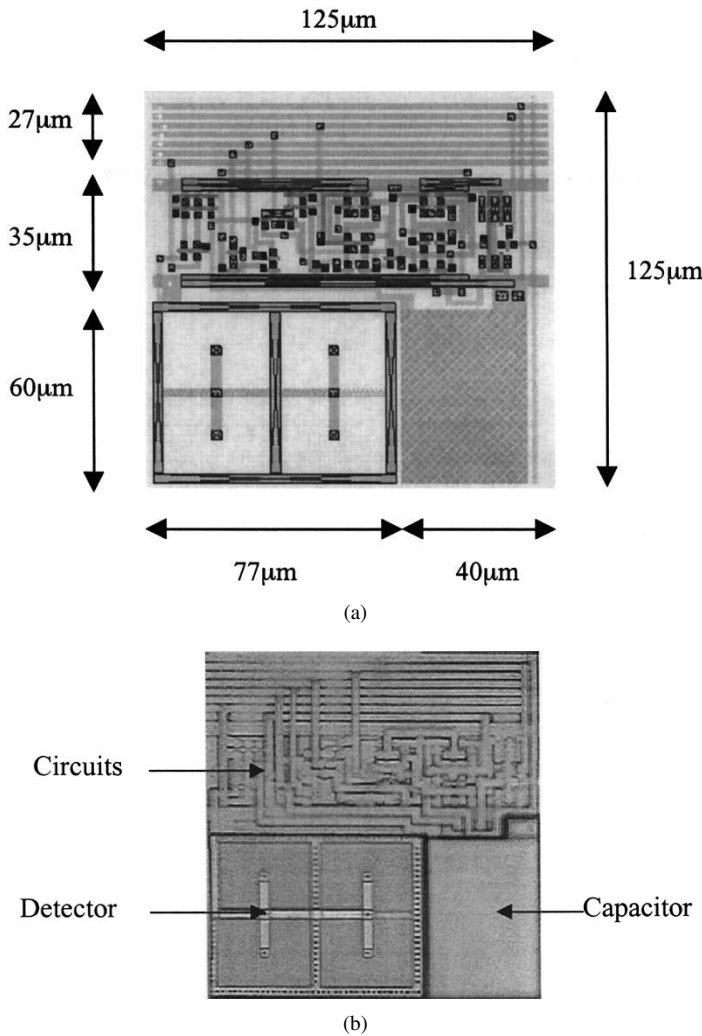 125μm
27μm
35μm
60μm
125μm
77μm
40μm
(a)
Circuits
Detector
Capacitor
(b)